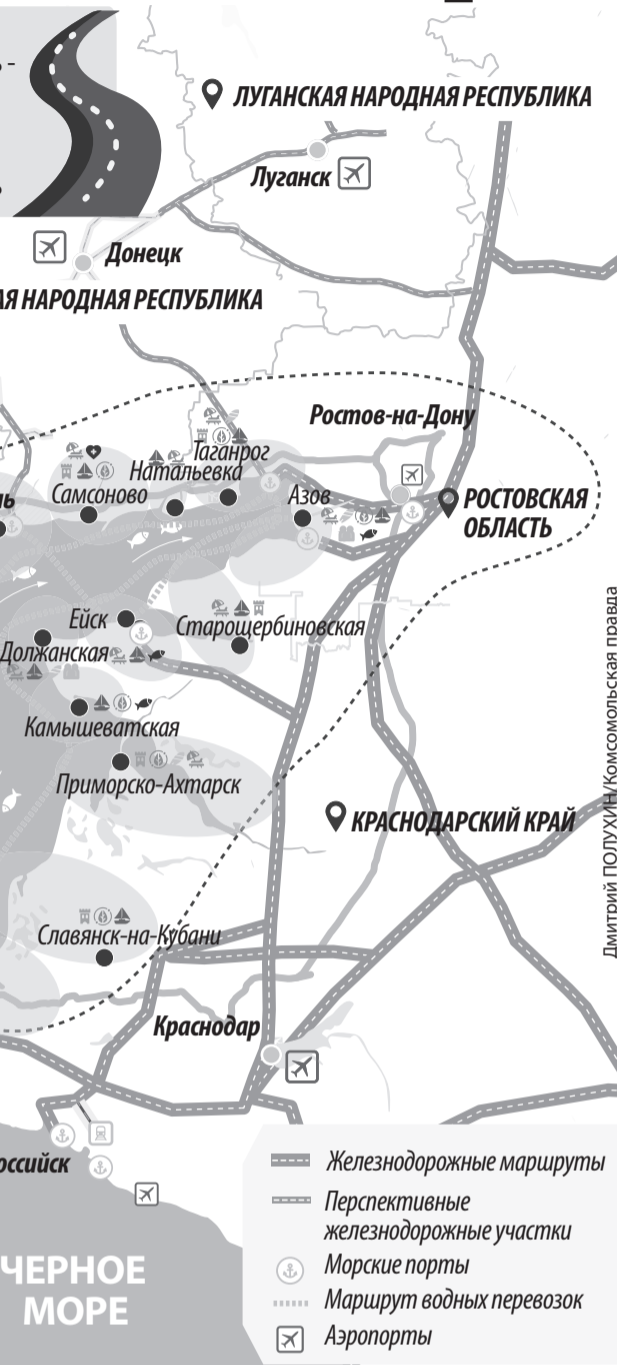 ЛУГАНСКАЯ НАРОДНАЯ РЕСПУБЛИКА
Луганск
Донецк
АЯ НАРОДНАЯ РЕСПУБЛИКА
Ростов-на-Дону
Таганрог
Натальевка
Самсоново
Азов
РОСТОВСКАЯ
ОБЛАСТЬ
ль
Ейск
Старощербиновская
Должанская
Камышеватская
Приморско-Ахтарск
КРАСНОДАРСКИЙ КРАЙ
Дмитрий ПОЛУХИН/Комсомольская правда
Славянск-на-Кубани
Краснодар
оссийск
ЧЕРНОЕ
МОРЕ
Железнодорожные маршруты
Перспективные
железнодорожные участки
Морские порты
Маршрут водных перевозок
Аэропорты